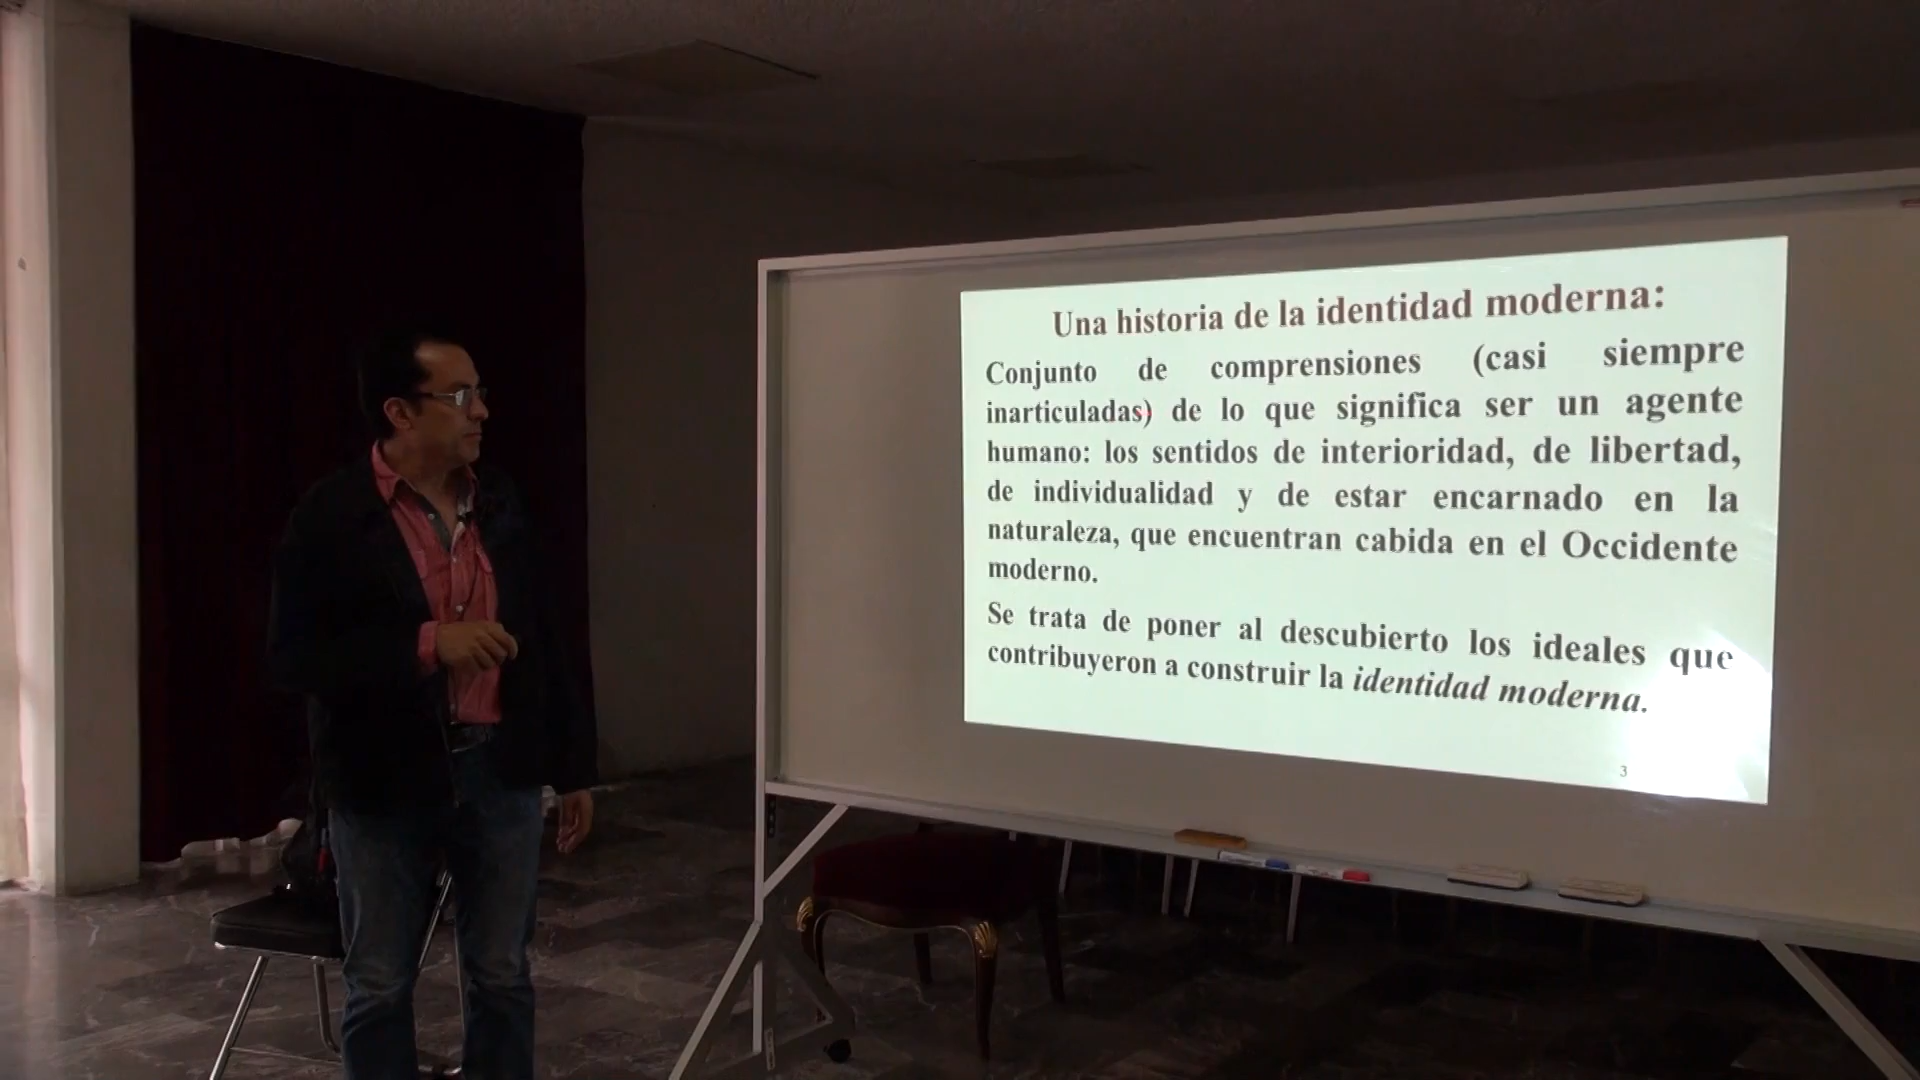 Una historia de la identidad moderna:
Conjunto de comprensiones (casi siempre
inarticuladas) de lo que significa ser un agente
humano: los sentidos de interioridad, de libertad,
de individualidad y de estar encarnado en la
naturaleza, que encuentran cabida en el Occidente
moderno.
Se trata de poner al descubierto los ideales que
contribuyeron a construir la identidad moderna.
3